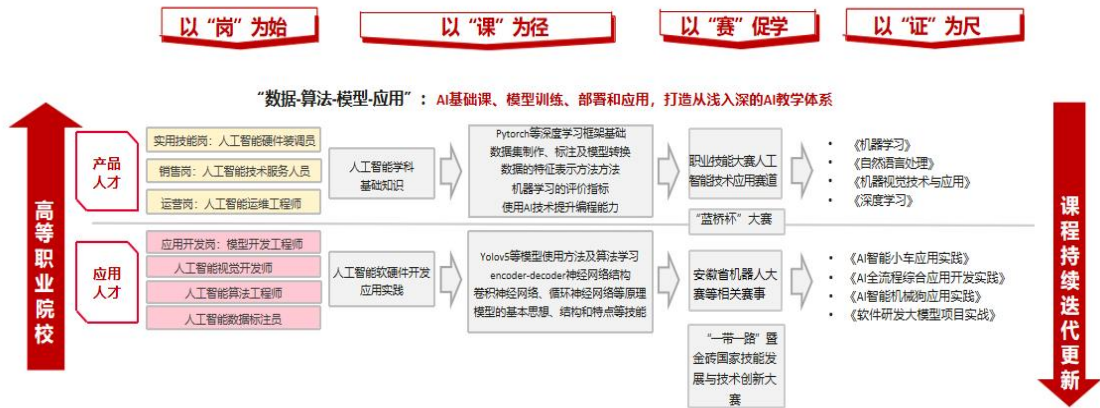 以“岗”为始
以“课”为径
以“赛”促学
以“证”为尺
“数据-算法-模型-应用”：AI基础课、模型训练、部署和应用，打造从浅入深的AI教学体系
高等职业院校
产品
人才
实用技能岗：人工智能硬件装调员
销售岗：人工智能技术服务人员
运营岗：人工智能运维工程师
人工智能学科
基础知识
Pytorch等深度学习框架基础
数据集制作、标注及模型转换
数据的特征表示方法方法
机器学习的评价指标
使用AI技术提升编程能力
职业技能大赛人工
智能技术应用赛道
• 《机器学习》
• 《自然语言处理》
• 《机器视觉技术与应用》
• 《深度学习》
“蓝桥杯”大赛
应用
人才
应用开发岗：模型开发工程师
人工智能视觉开发师
人工智能算法工程师
人工智能数据标注员
人工智能软硬件开发
应用实践
Yolov5等模型使用方法及算法学习
encoder-decoder神经网络结构
卷积神经网络、循环神经网络等原理
模型的基本思想、结构和特点等技能
安徽省机器人大
赛等相关赛事
“一带一路”暨
金砖国家技能发
展与技术创新大
赛
• 《AI智能小车应用实践》
• 《AI全流程综合应用开发实践》
• 《AI智能机械狗应用实践》
• 《软件研发大模型项目实战》
课程持续迭代更新